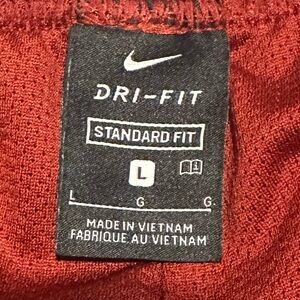 DRI-FIT
STANDARD FIT
L
L G G
MADE IN VIETNAM
FABRIQUE AU VIETNAM